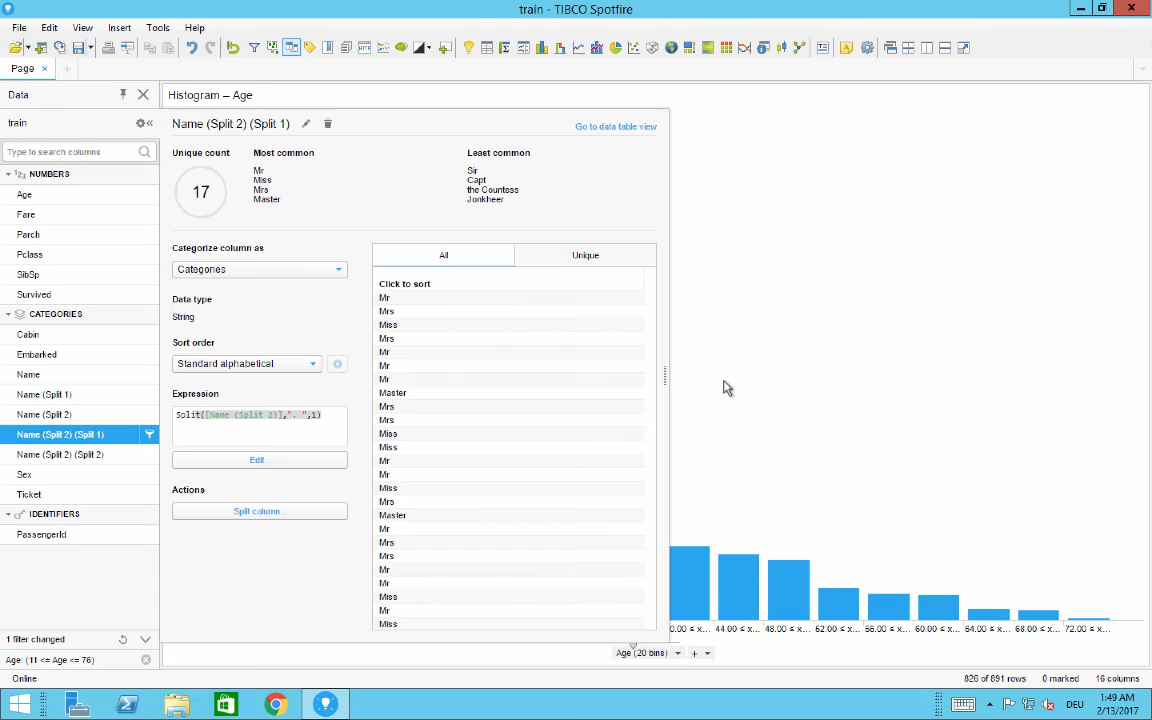 train - TIBCO Spotfire
File Edit View Insert Tools Help
Page
Data
train
Type to search columns
NUMBERS
Age
Fare
Parch
Pclass
SibSp
Survived
CATEGORIES
Cabin
Embarked
Name
Name (Split 1)
Name (Split 2)
Name (Split 2) (Split 1)
Name (Split 2) (Split 2)
Sex
Ticket
IDENTIFIERS
PassengerId
1 filter changed
Age: (11 <= Age <= 76)
Histogram – Age
Name (Split 2) (Split 1)
Go to data table view
Unique count
17
Most common
Mr
Miss
Mrs
Master
Least common
Sir
Capt
the Countess
Jonkheer
Categorize column as
Categories
Data type
String
Sort order
Standard alphabetical
Expression
Split([Name (Split 2)],". ",1)
Edit...
Actions
Split column...
All
Unique
Click to sort
Mr
Mrs
Miss
Mrs
Mr
Mr
Mr
Master
Mrs
Mrs
Miss
Miss
Mr
Mr
Miss
Mrs
Master
Mr
Mrs
Mrs
Mr
Mr
Miss
Mr
Miss
0.00 ≤ x... 44.00 ≤ x... 48.00 ≤ x... 52.00 ≤ x... 56.00 ≤ x... 60.00 ≤ x... 64.00 ≤ x... 68.00 ≤ x... 72.00 ≤ x...
Age (20 bins)
Online
826 of 891 rows 0 marked 16 columns
DEU
1:49 AM
2/13/2017